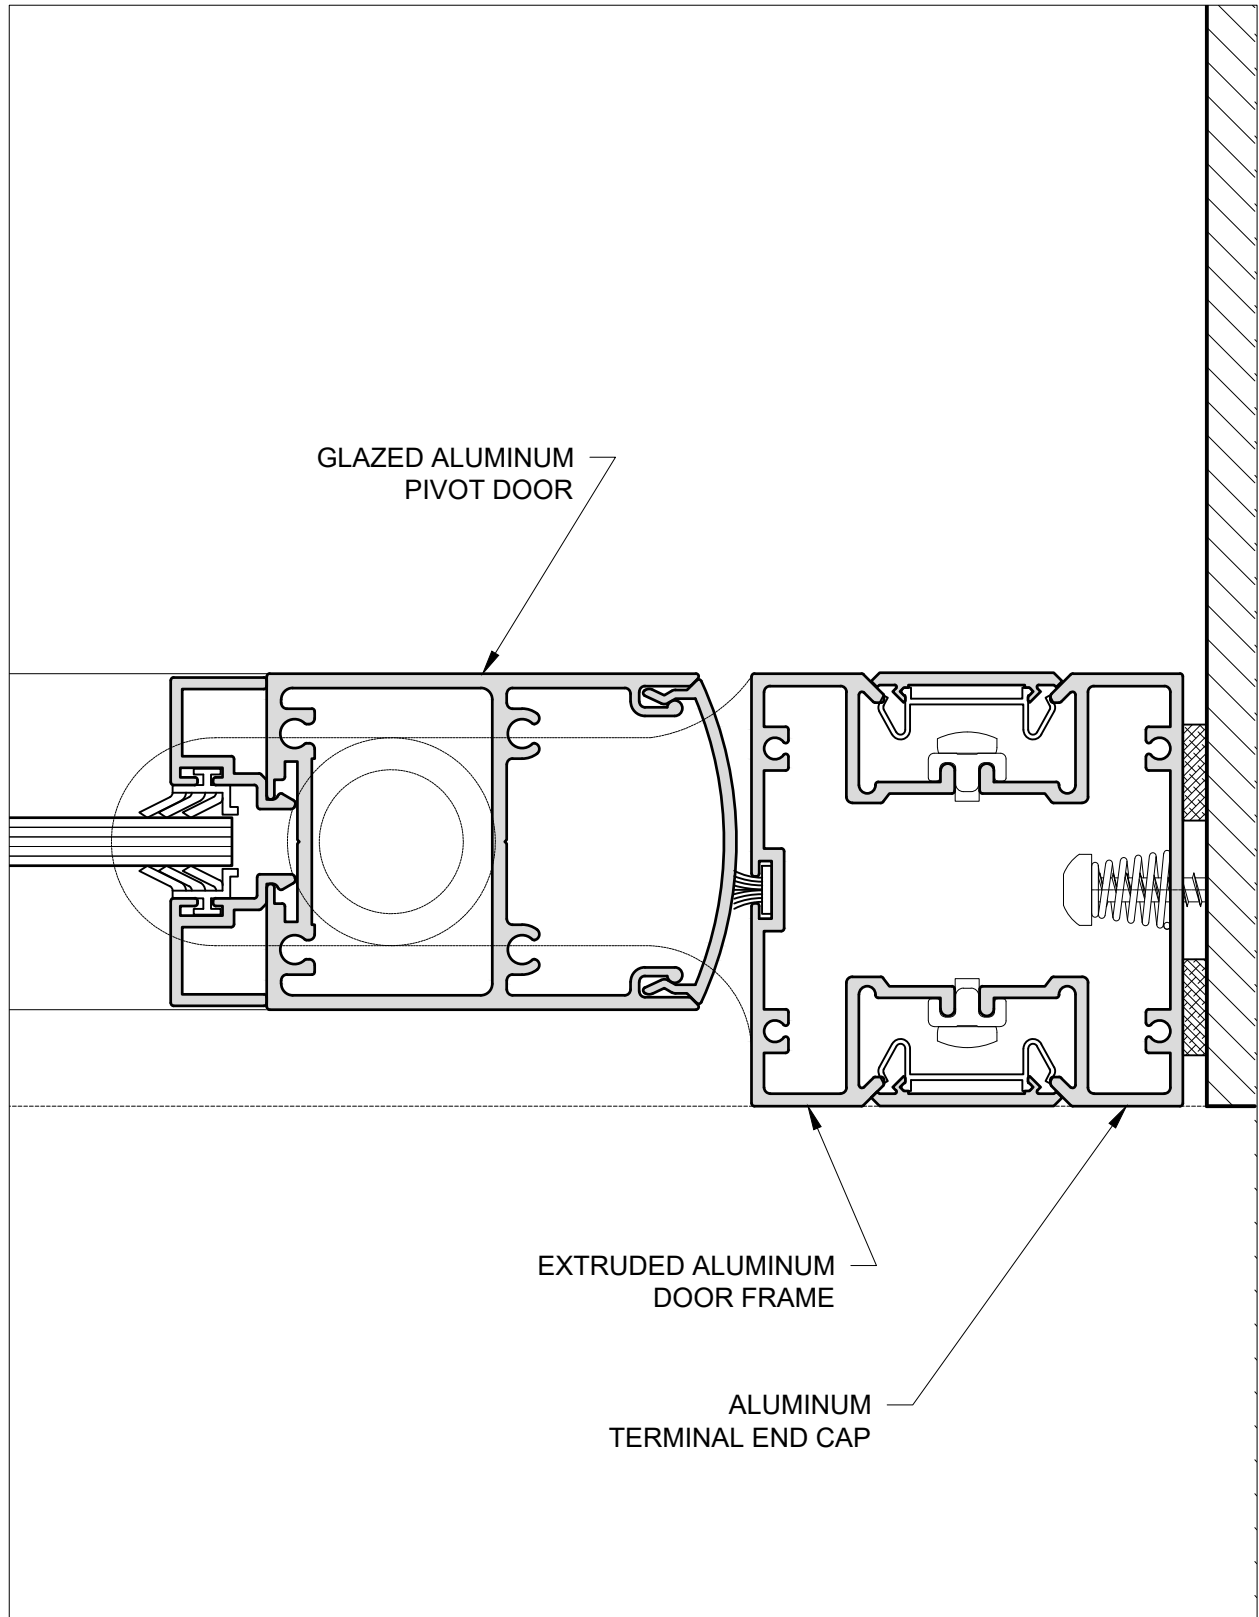 GLAZED ALUMINUM
PIVOT DOOR
EXTRUDED ALUMINUM
DOOR FRAME
ALUMINUM
TERMINAL END CAP